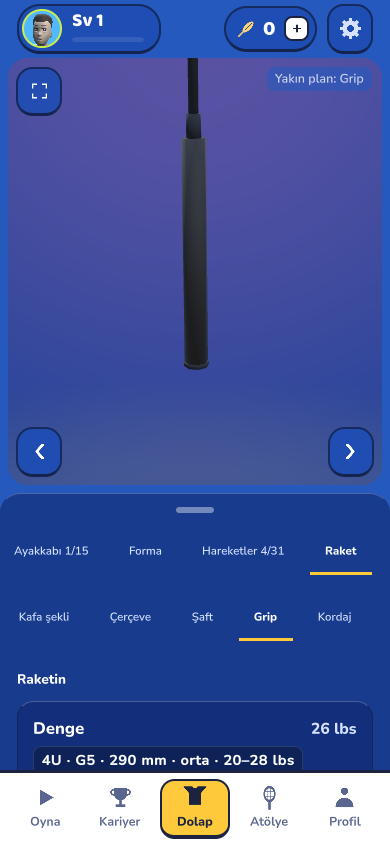 Sv 1
0
+
Yakın plan: Grip
Ayakkabı 1/15
Forma
Hareketler 4/31
Raket
Kafa şekli
Çerçeve
Şaft
Grip
Kordaj
Raketin
Denge
26 lbs
4U · G5 · 290 mm · orta · 20–28 lbs
Oyna
Kariyer
Dolap
Atölye
Profil